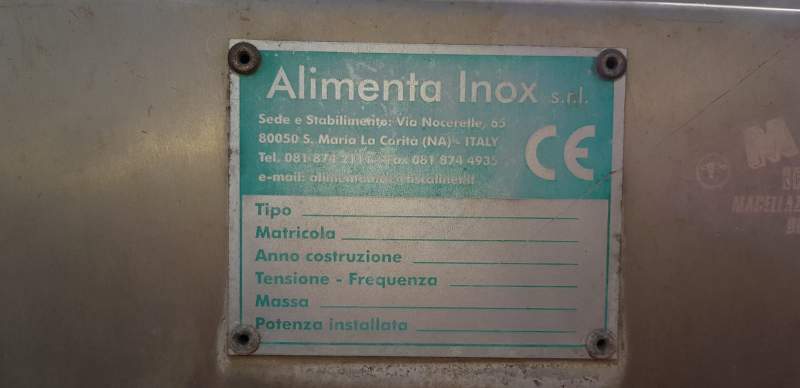 Alimenta Inox s.r.l.
Sede e Stabilimento: Via Nocerelle, 65
80050 S. Maria La Carità (NA) - ITALY
Tel. 081 874 - Fax 081 874 4935
e-mail:
CE
Tipo
Matricola
Anno costruzione
Tensione - Frequenza
Massa
Potenza installata